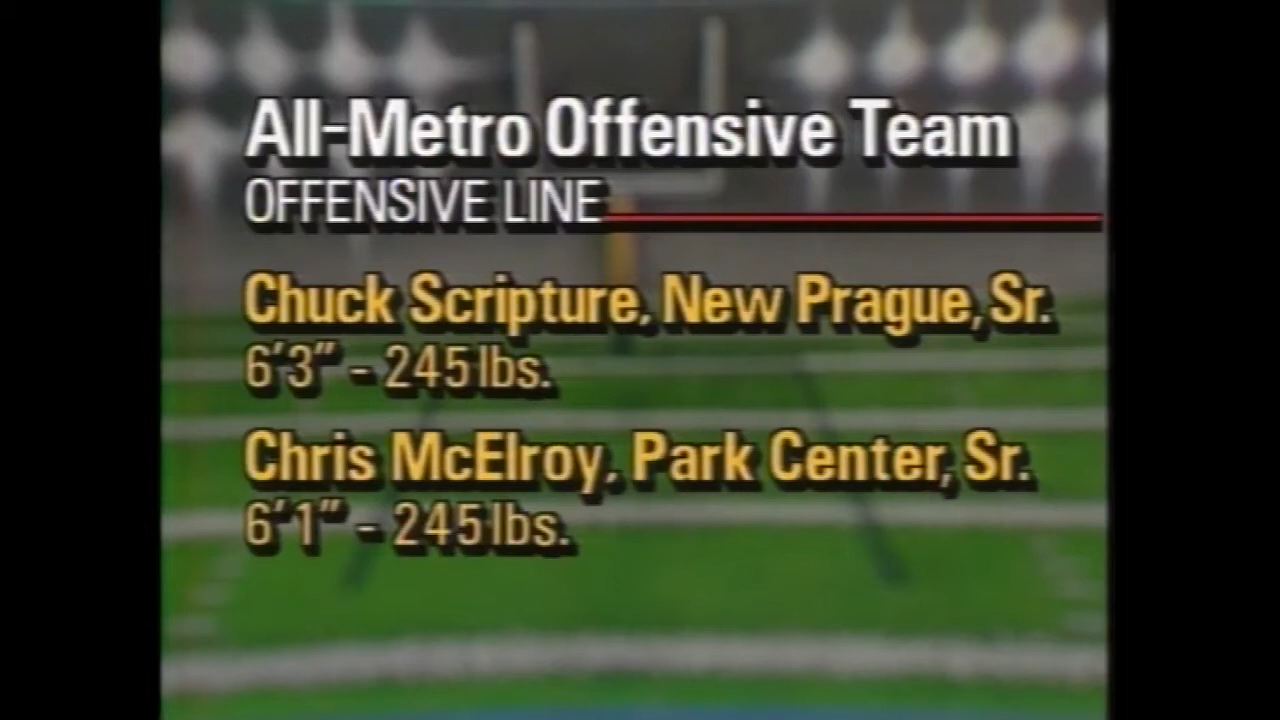 All-Metro Offensive Team
OFFENSIVE LINE
Chuck Scripture, New Prague, Sr.
6'3" - 245 lbs.
Chris McElroy, Park Center, Sr.
6'1" - 245 lbs.